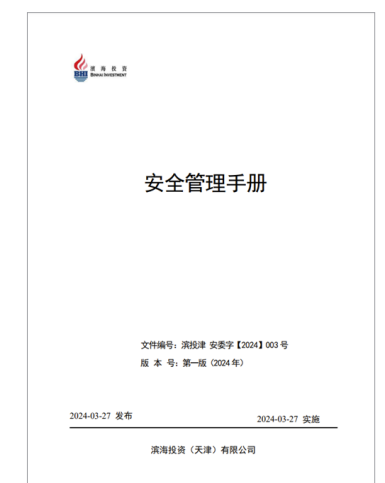 滨海投资
BHI BINHAI INVESTMENT
安全管理手册
文件编号：滨投津 安委字【2024】003 号
版 本 号：第一版（2024 年）
2024-03-27 发布
2024-03-27 实施
滨海投资（天津）有限公司